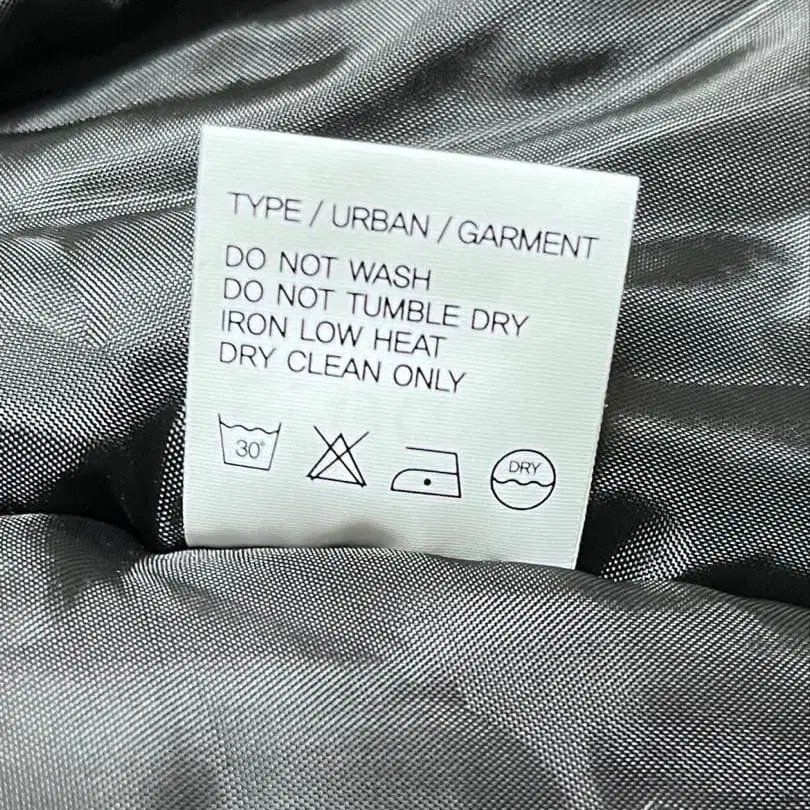 TYPE / URBAN / GARMENT
DO NOT WASH
DO NOT TUMBLE DRY
IRON LOW HEAT
DRY CLEAN ONLY
30° DRY